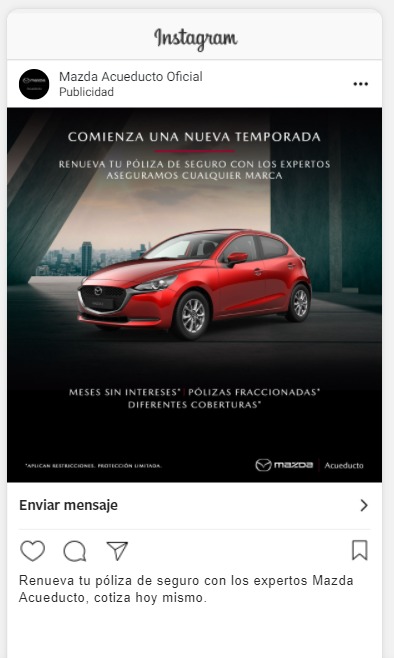 Instagram
Mazda Acueducto Oficial
Publicidad
COMIENZA UNA NUEVA TEMPORADA
RENUEVA TU PÓLIZA DE SEGURO CON LOS EXPERTOS
ASEGURAMOS CUALQUIER MARCA
MESES SIN INTERESES* | PÓLIZAS FRACCIONADAS*
DIFERENTES COBERTURAS*
*APLICAN RESTRICCIONES. PROTECCIÓN LIMITADA.
mazda | Acueducto
Enviar mensaje
Renueva tu póliza de seguro con los expertos Mazda
Acueducto, cotiza hoy mismo.